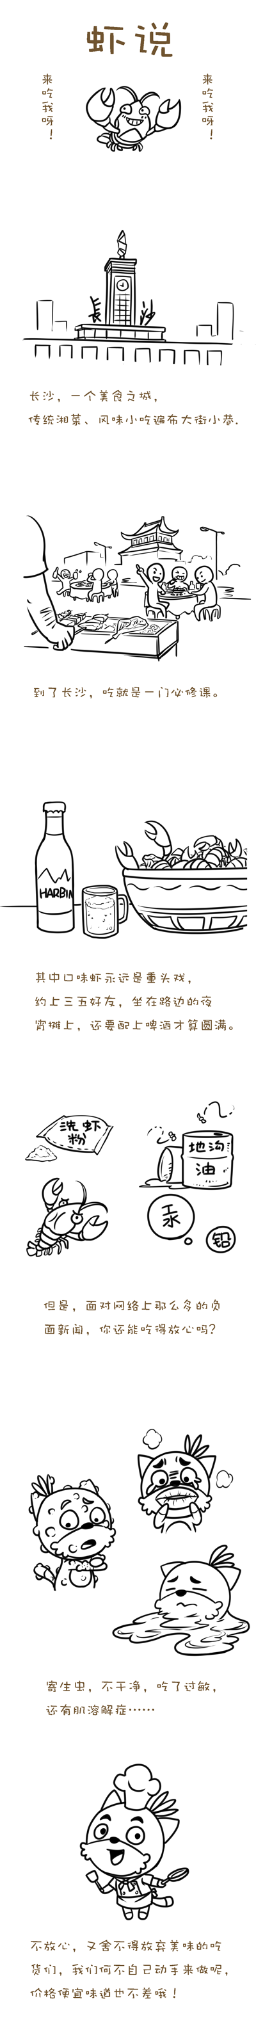 虾说
来吃我呀！
来吃我呀！
长沙
长沙，一个美食之城，
传统湘菜、风味小吃遍布大街小巷.
到了长沙，吃就是一门必修课。
HARBIN
其中口味虾永远是重头戏，
约上三五好友，坐在路边的夜
宵摊上，还要配上啤酒才算圆满。
洗虾
粉
地沟
油
汞
铅
但是，面对网络上那么多的负
面新闻，你还能吃得放心吗？
寄生虫，不干净，吃了过敏，
还有肌溶解症……
不放心，又舍不得放弃美味的吃
货们，我们何不自己动手来做呢，
价格便宜味道也不差哦！